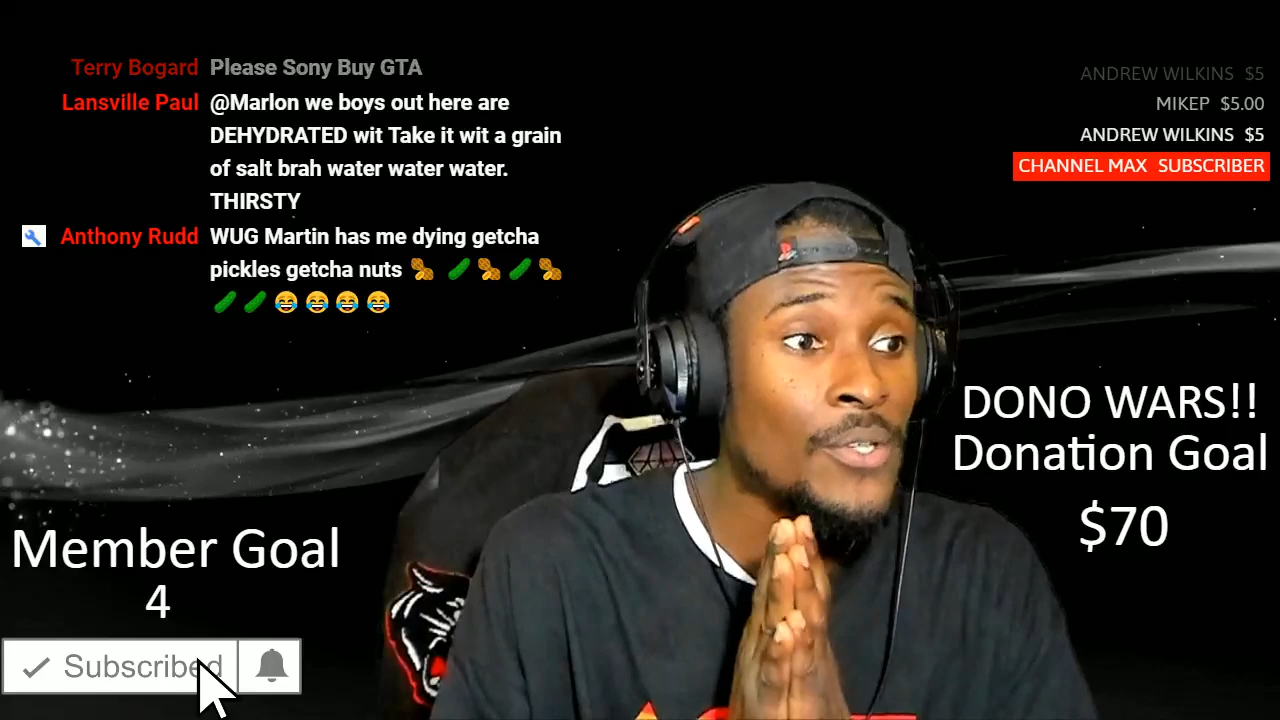 Terry Bogard Please Sony Buy GTA
Lansville Paul @Marlon we boys out here are
DEHYDRATED wit Take it wit a grain
of salt brah water water water.
THIRSTY
Anthony Rudd WUG Martin has me dying getcha
pickles getcha nuts 🥜 🥒 🥜 🥒 🥜
🥒 🥒 😂 😂 😂 😂
ANDREW WILKINS $5
MIKEP $5.00
ANDREW WILKINS $5
CHANNEL MAX SUBSCRIBER
DONO WARS!!
Donation Goal
$70
Member Goal
4
Subscribed